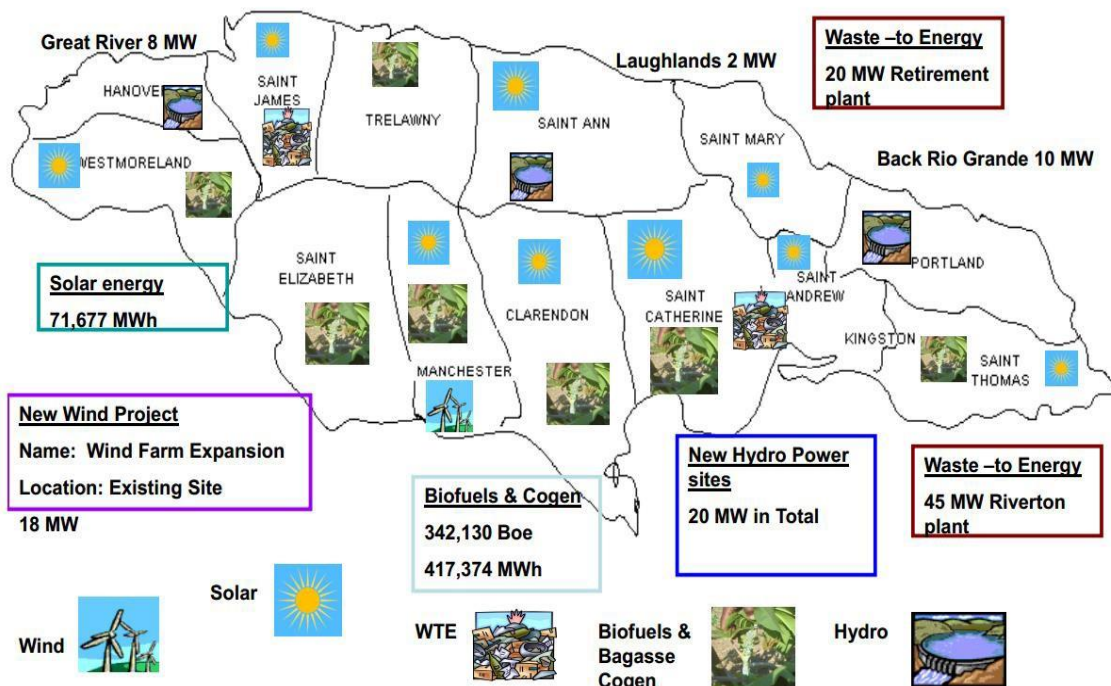 Great River 8 MW
Laughlands 2 MW
Waste –to Energy
20 MW Retirement
plant
HANOVER
SAINT
JAMES
TRELAWNY
SAINT ANN
SAINT MARY
Back Rio Grande 10 MW
WESTMORELAND
SAINT
ELIZABETH
CLARENDON
SAINT
CATHERINE
SAINT
ANDREW
PORTLAND
KINGSTON
SAINT
THOMAS
MANCHESTER
Solar energy
71,677 MWh
New Wind Project
Name: Wind Farm Expansion
Location: Existing Site
18 MW
Biofuels & Cogen
342,130 Boe
417,374 MWh
New Hydro Power
sites
20 MW in Total
Waste –to Energy
45 MW Riverton
plant
Wind
Solar
WTE
Biofuels &
Bagasse
Cogen
Hydro